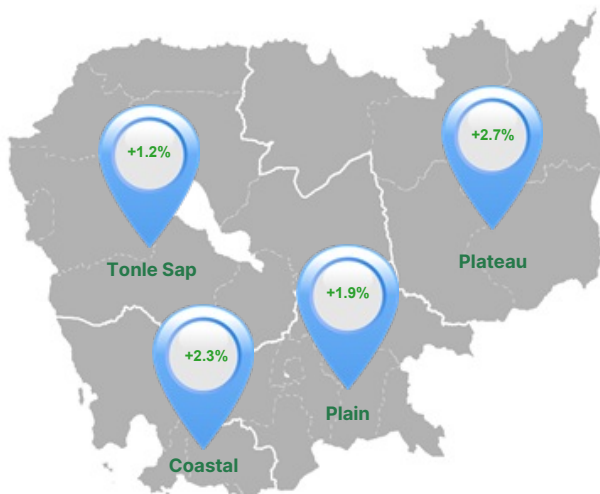 +1.2%
Tonle Sap
+2.7%
Plateau
+1.9%
Plain
+2.3%
Coastal